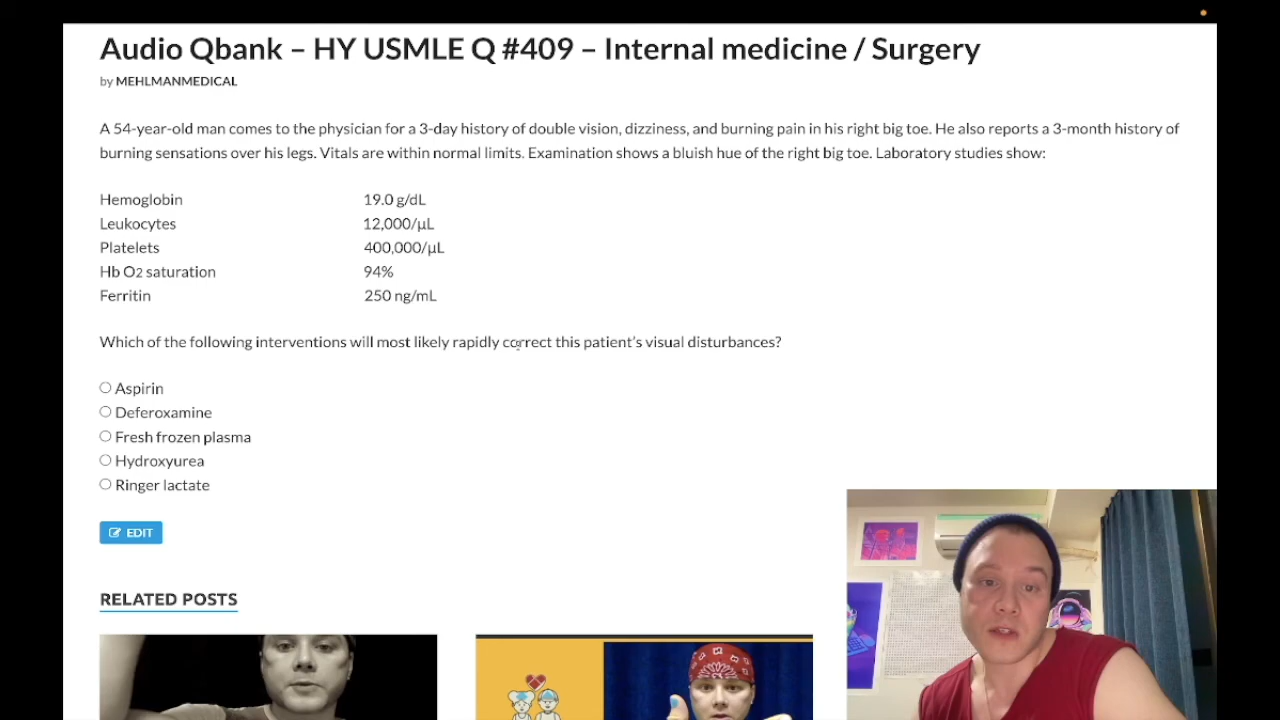 Audio Qbank – HY USMLE Q #409 – Internal medicine / Surgery
by MEHLMANMEDICAL
A 54-year-old man comes to the physician for a 3-day history of double vision, dizziness, and burning pain in his right big toe. He also reports a 3-month history of
burning sensations over his legs. Vitals are within normal limits. Examination shows a bluish hue of the right big toe. Laboratory studies show:
Hemoglobin 19.0 g/dL
Leukocytes 12,000/μL
Platelets 400,000/μL
Hb O2 saturation 94%
Ferritin 250 ng/mL
Which of the following interventions will most likely rapidly correct this patient’s visual disturbances?
Aspirin
Deferoxamine
Fresh frozen plasma
Hydroxyurea
Ringer lactate
EDIT
RELATED POSTS